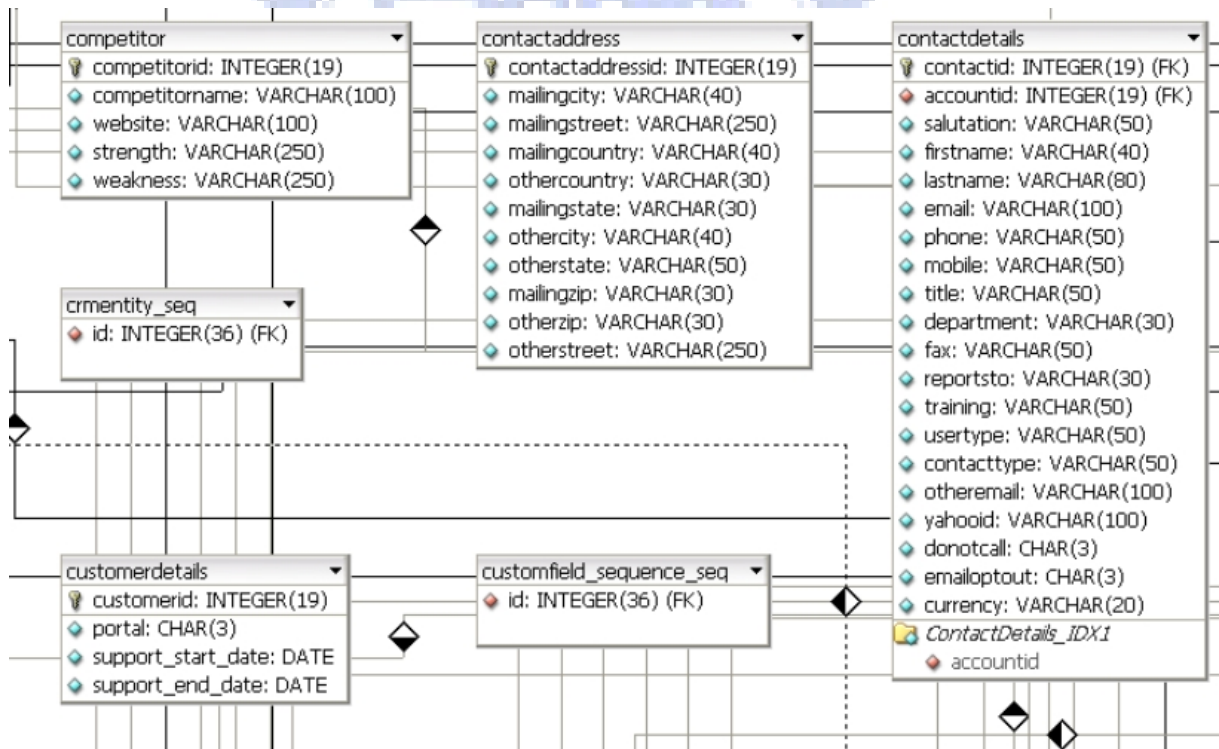 competitor
competitorid: INTEGER(19)
competitorname: VARCHAR(100)
website: VARCHAR(100)
strength: VARCHAR(250)
weakness: VARCHAR(250)
contactaddress
contactaddressid: INTEGER(19)
mailingcity: VARCHAR(40)
mailingstreet: VARCHAR(250)
mailingcountry: VARCHAR(40)
othercountry: VARCHAR(30)
mailingstate: VARCHAR(30)
othercity: VARCHAR(40)
otherstate: VARCHAR(50)
mailingzip: VARCHAR(30)
otherzip: VARCHAR(30)
otherstreet: VARCHAR(250)
contactdetails
contactid: INTEGER(19) (FK)
accountid: INTEGER(19) (FK)
salutation: VARCHAR(50)
firstname: VARCHAR(40)
lastname: VARCHAR(80)
email: VARCHAR(100)
phone: VARCHAR(50)
mobile: VARCHAR(50)
title: VARCHAR(50)
department: VARCHAR(30)
fax: VARCHAR(50)
reportsto: VARCHAR(30)
training: VARCHAR(50)
usertype: VARCHAR(50)
contacttype: VARCHAR(50)
otheremail: VARCHAR(100)
yahooid: VARCHAR(100)
donotcall: CHAR(3)
emailoptout: CHAR(3)
currency: VARCHAR(20)
ContactDetails_IDX1
accountid
crmentity_seq
id: INTEGER(36) (FK)
customerdetails
customerid: INTEGER(19)
portal: CHAR(3)
support_start_date: DATE
support_end_date: DATE
customfield_sequence_seq
id: INTEGER(36) (FK)